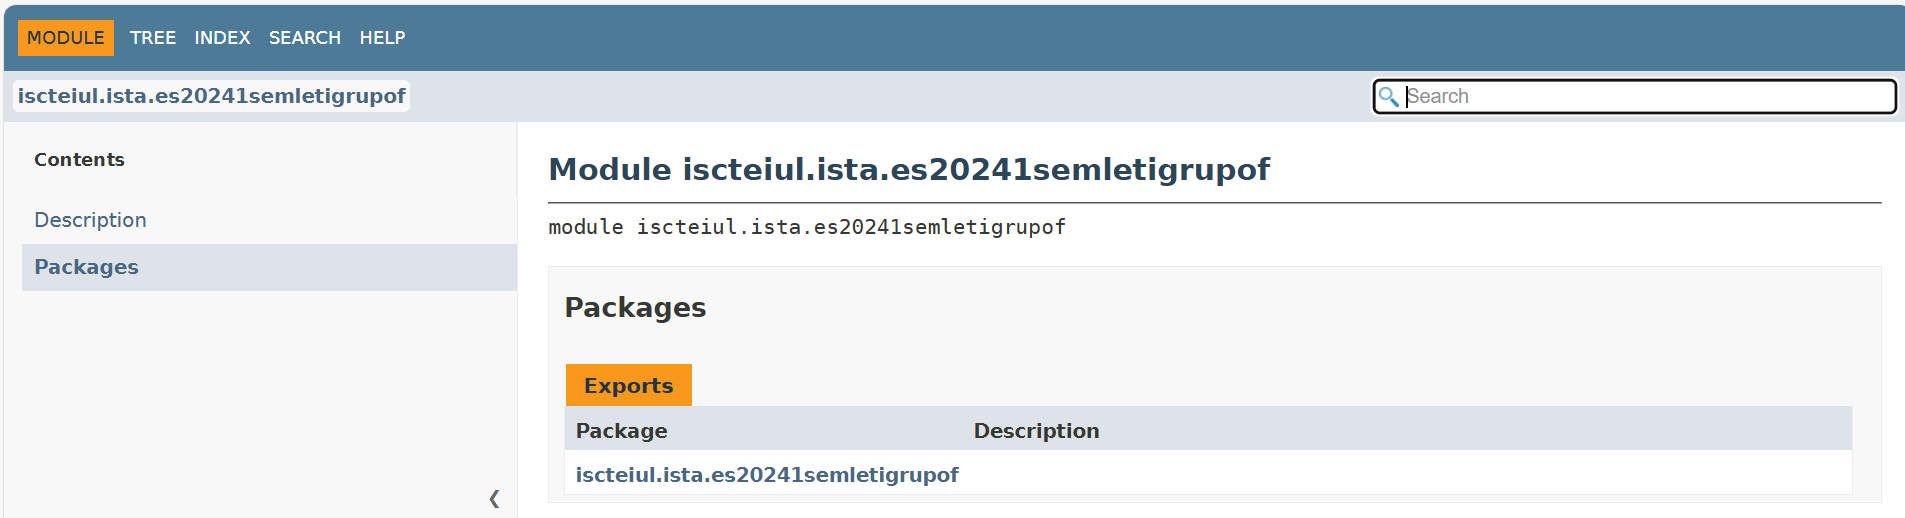 MODULE TREE INDEX SEARCH HELP
iscteiul.ista.es20241semletigrupof
Search
Contents
Description
Packages
Module iscteiul.ista.es20241semletigrupof
module iscteiul.ista.es20241semletigrupof
Packages
Exports
Package Description
iscteiul.ista.es20241semletigrupof